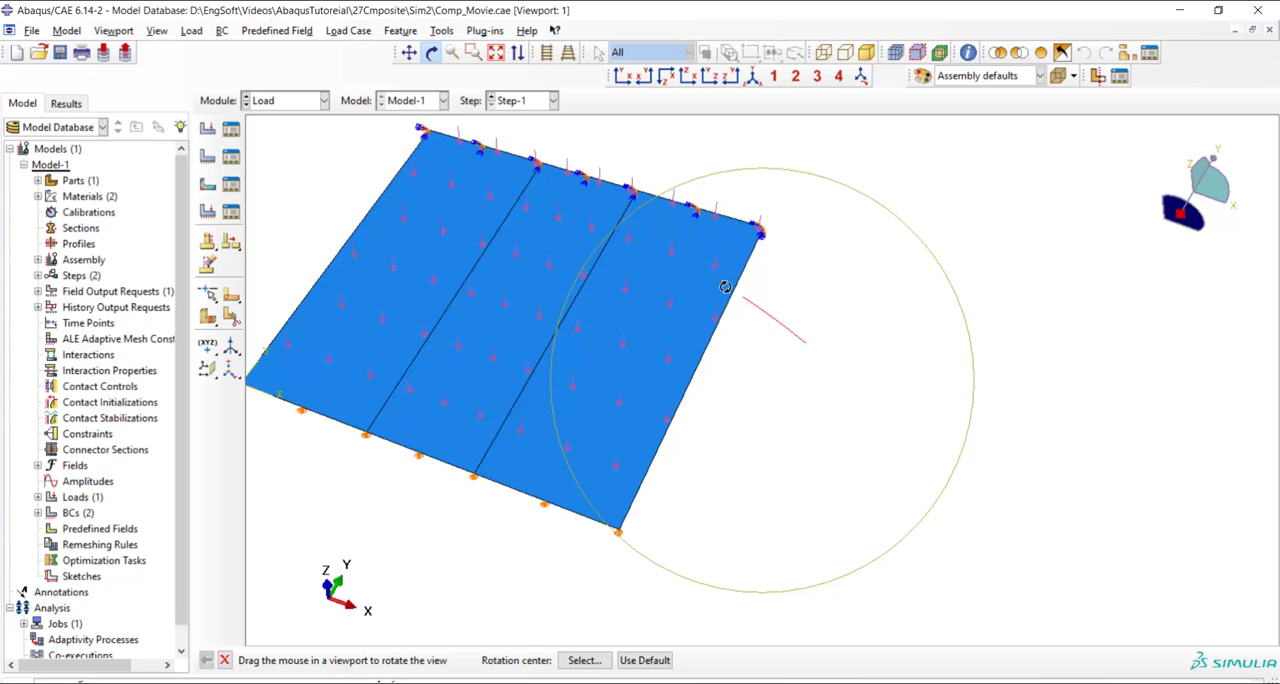 Abaqus/CAE 6.14-2 - Model Database: D:\EngSoft\Videos\AbaqusTutoreial\27Cmposite\Sim2\Comp_Movie.cae [Viewport: 1]
File Model Viewport View Load BC Predefined Field Load Case Feature Tools Plug-ins Help
All
1 2 3 4 Assembly defaults
Model Results Module: Load Model: Model-1 Step: Step-1
Model Database
Models (1)
Model-1
Parts (1)
Materials (2)
Calibrations
Sections
Profiles
Assembly
Steps (2)
Field Output Requests (1)
History Output Requests
Time Points
ALE Adaptive Mesh Const
Interactions
Interaction Properties
Contact Controls
Contact Initializations
Contact Stabilizations
Constraints
Connector Sections
Fields
Amplitudes
Loads (1)
BCs (2)
Predefined Fields
Remeshing Rules
Optimization Tasks
Sketches
Annotations
Analysis
Jobs (1)
Adaptivity Processes
Co-executions
(XYZ)
Y
Z
X
Z
Y
X
Drag the mouse in a viewport to rotate the view Rotation center: Select... Use Default
SIMULIA